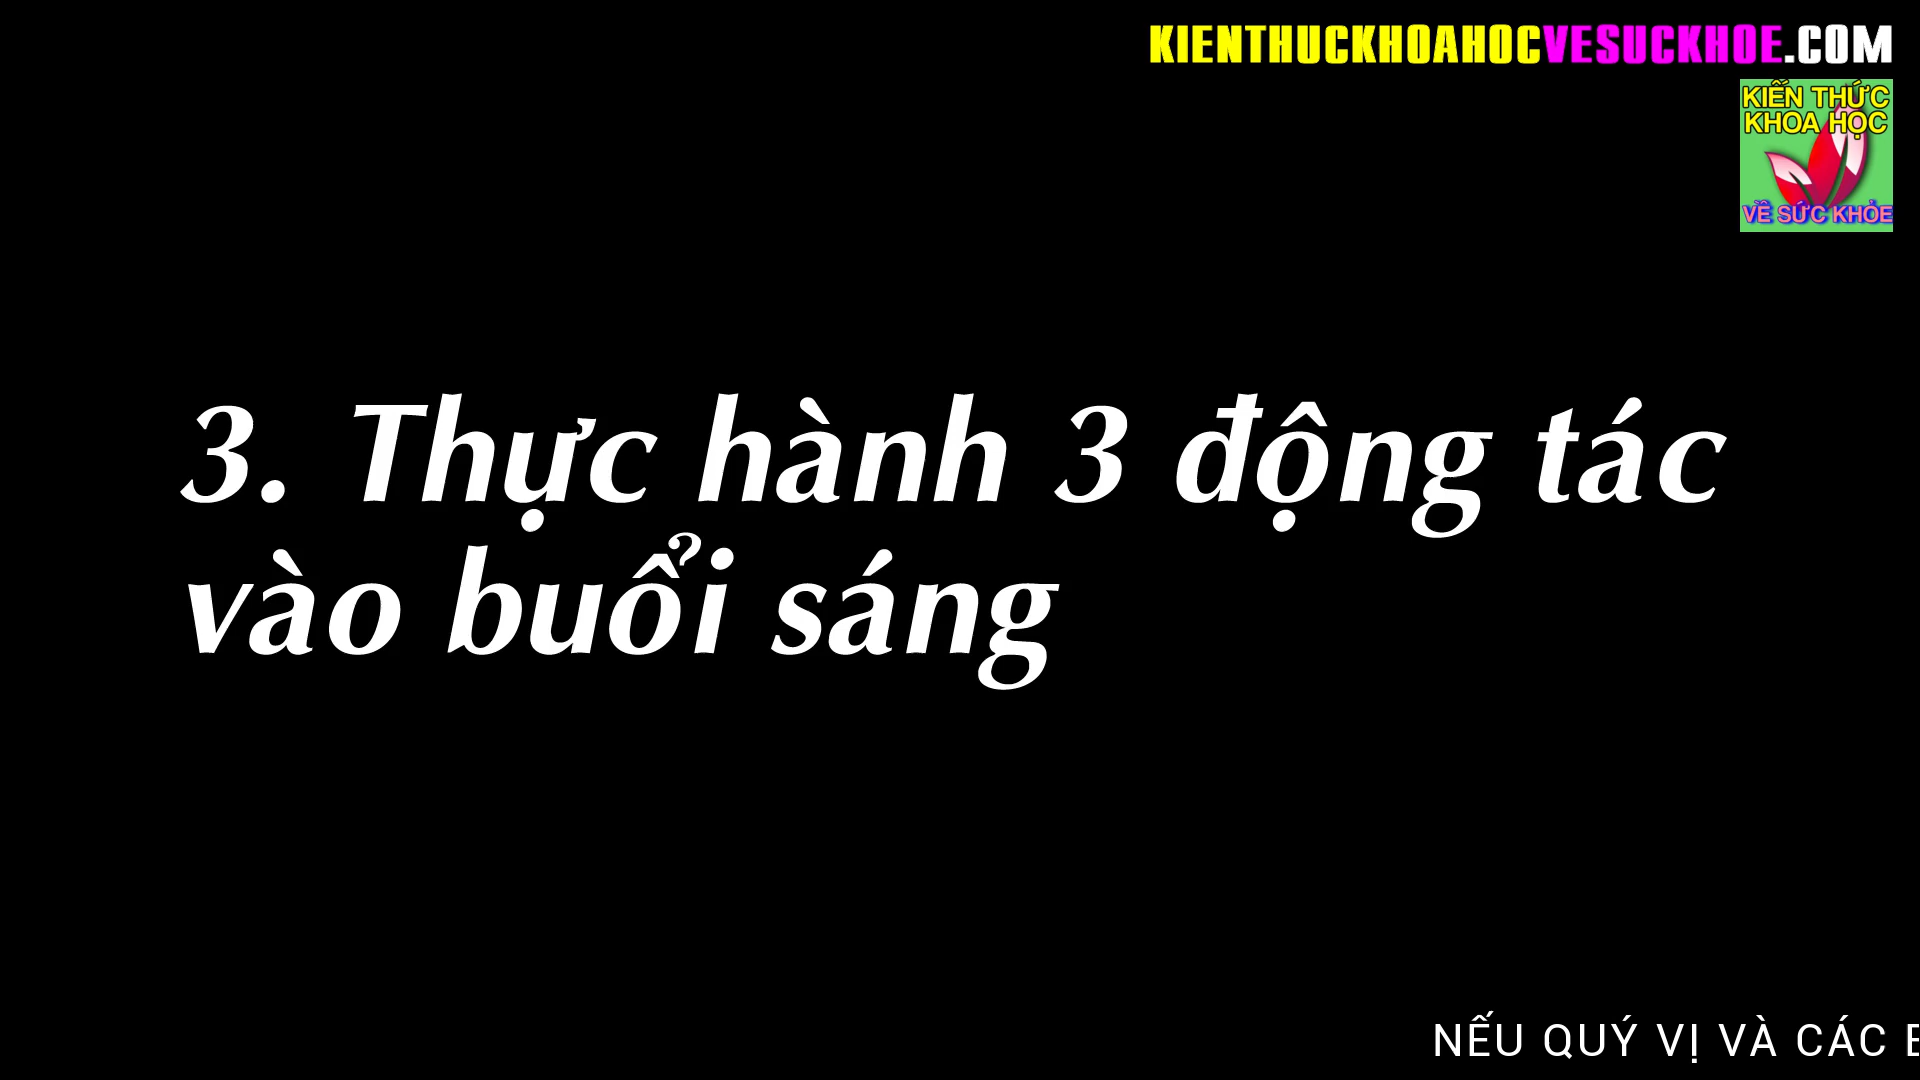 KIENTHUCKHOAHOCVESUCKHOE.COM
KIẾN THỨC
KHOA HỌC
VỀ SỨC KHỎE
3. Thực hành 3 động tác
vào buổi sáng
NẾU QUÝ VỊ VÀ CÁC